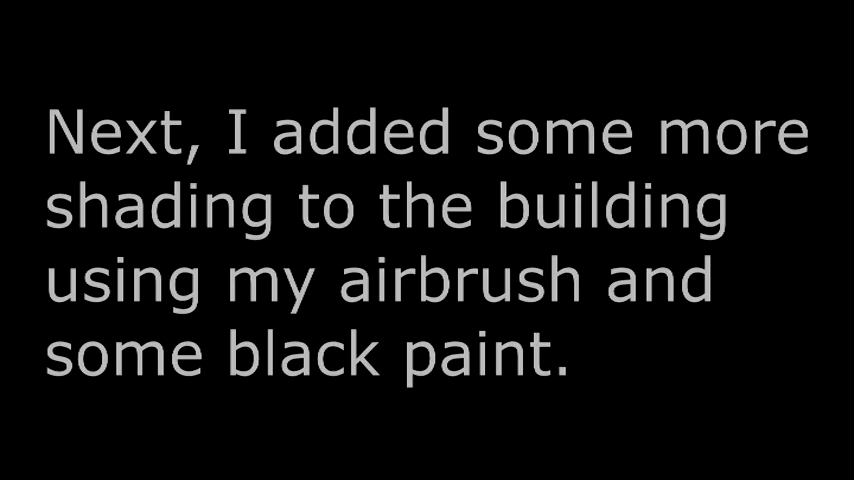 Next, I added some more
shading to the building
using my airbrush and
some black paint.